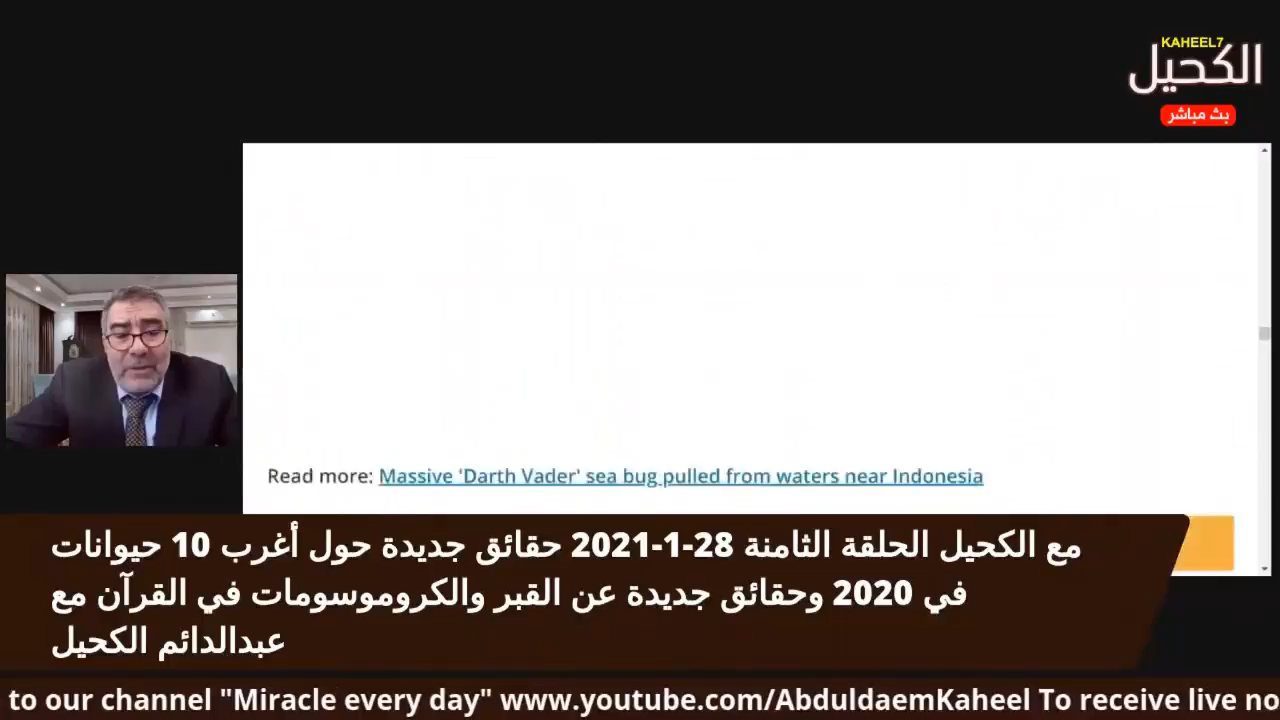 KAHEEL7
الكحيل
بث مباشر
Read more: Massive 'Darth Vader' sea bug pulled from waters near Indonesia
مع الكحيل الحلقة الثامنة 28-1-2021 حقائق جديدة حول أغرب 10 حيوانات
في 2020 وحقائق جديدة عن القبر والكروموسومات في القرآن مع
عبدالدائم الكحيل
to our channel "Miracle every day" www.youtube.com/AbduldaemKaheel To receive live no